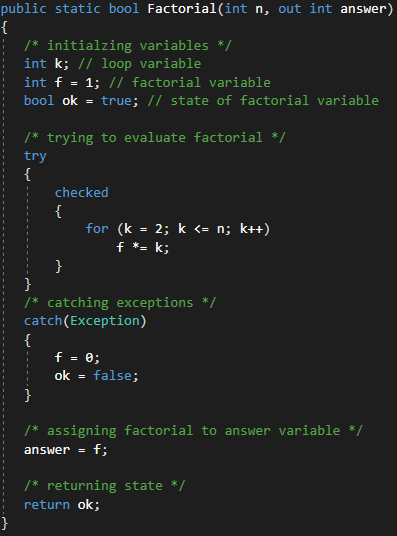 public static bool Factorial(int n, out int answer)
{
/* initialzing variables */
int k; // loop variable
int f = 1; // factorial variable
bool ok = true; // state of factorial variable
/* trying to evaluate factorial */
try
{
checked
{
for (k = 2; k <= n; k++)
f *= k;
}
}
/* catching exceptions */
catch(Exception)
{
f = 0;
ok = false;
}
/* assigning factorial to answer variable */
answer = f;
/* returning state */
return ok;
}